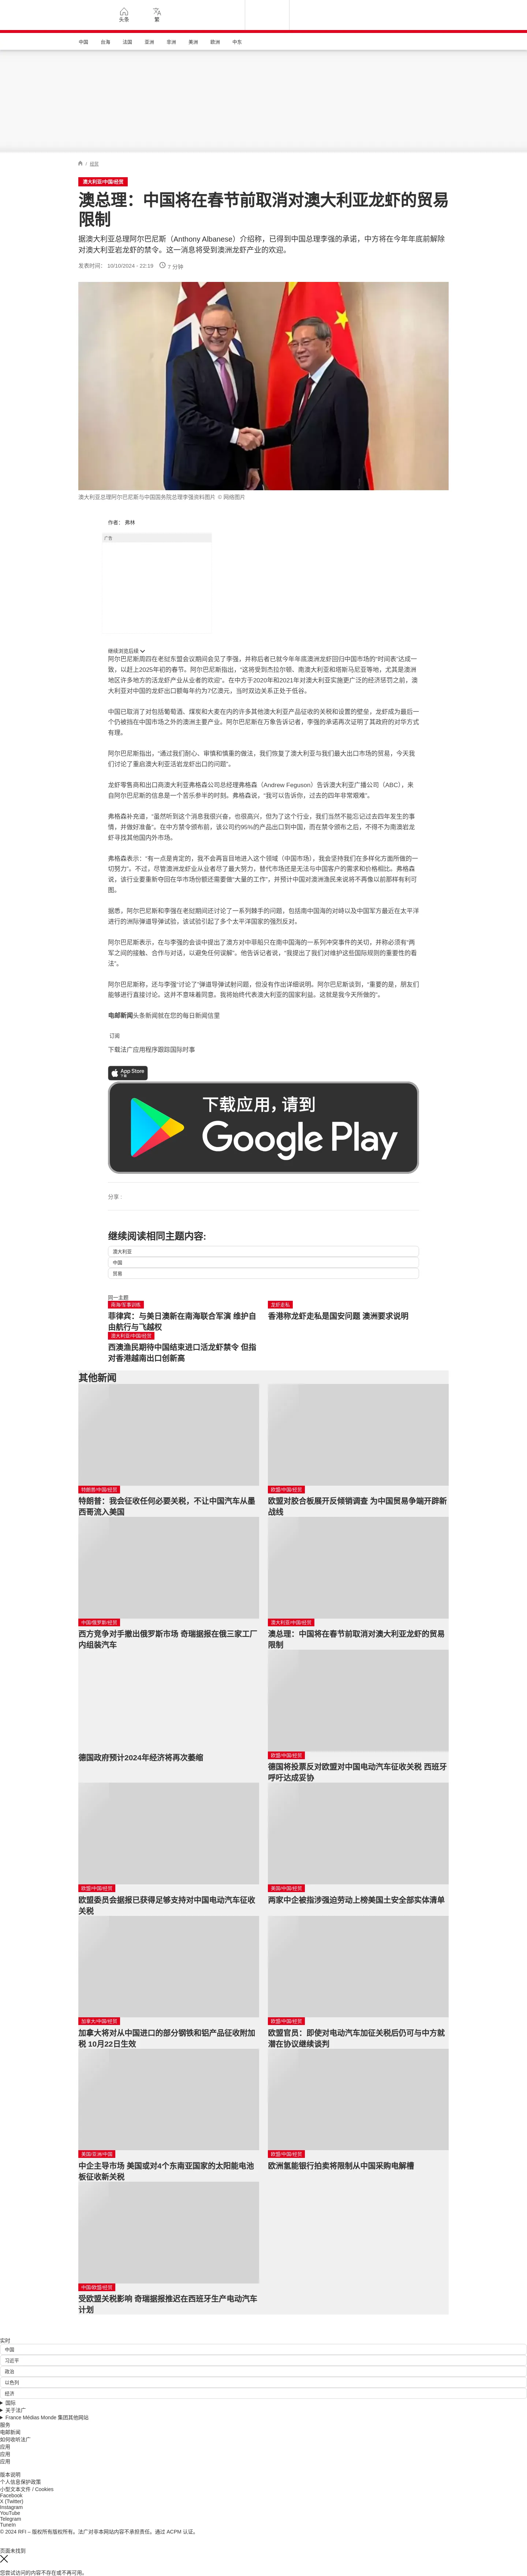 头条
繁
中国
台海
法国
亚洲
非洲
美洲
欧洲
中东
/ 经贸
澳大利亚/中国/经贸
澳总理：中国将在春节前取消对澳大利亚龙虾的贸易
限制
据澳大利亚总理阿尔巴尼斯（Anthony Albanese）介绍称，已得到中国总理李强的承诺，中方将在今年年底前解除
对澳大利亚岩龙虾的禁令。这一消息将受到澳洲龙虾产业的欢迎。
发表时间： 10/10/2024 - 22:19 7 分钟
澳大利亚总理阿尔巴尼斯与中国国务院总理李强资料图片 © 网络图片
作者： 弗林
广告
继续浏览后续
阿尔巴尼斯周四在老挝东盟会议期间会见了李强，并称后者已就今年年底澳洲龙虾回归中国市场的“时间表”达成一
致，以赶上2025年初的春节。阿尔巴尼斯指出，“这将受到杰拉尔顿、南澳大利亚和塔斯马尼亚等地，尤其是澳洲
地区许多地方的活龙虾产业从业者的欢迎”。在中方于2020年和2021年对澳大利亚实施更广泛的经济惩罚之前，澳
大利亚对中国的龙虾出口额每年约为7亿澳元，当时双边关系正处于低谷。
中国已取消了对包括葡萄酒、煤炭和大麦在内的许多其他澳大利亚产品征收的关税和设置的壁垒，龙虾成为最后一
个仍被挡在中国市场之外的澳洲主要产业。阿尔巴尼斯在万象告诉记者，李强的承诺再次证明了其政府的对华方式
有理。
阿尔巴尼斯指出，“通过我们耐心、审慎和慎重的做法，我们恢复了澳大利亚与我们最大出口市场的贸易，今天我
们讨论了重启澳大利亚活岩龙虾出口的问题”。
龙虾零售商和出口商澳大利亚弗格森公司总经理弗格森（Andrew Feguson）告诉澳大利亚广播公司（ABC），来
自阿尔巴尼斯的信息是一个苦乐参半的时刻。弗格森说，“我可以告诉你，过去的四年非常艰难”。
弗格森补充道，“虽然听到这个消息我很兴奋，也很高兴，但为了这个行业，我们当然不能忘记过去四年发生的事
情，并做好准备”。在中方禁令颁布前，该公司约95%的产品出口到中国，而在禁令颁布之后，不得不为南澳岩龙
虾寻找其他国内外市场。
弗格森表示：“有一点是肯定的，我不会再盲目地进入这个领域（中国市场），我会坚持我们在多样化方面所做的一
切努力”。不过，尽管澳洲龙虾业从业者尽了最大努力，替代市场还是无法与中国客户的需求和价格相比。弗格森
说，该行业要重新夺回在华市场份额还需要做“大量的工作”，并预计中国对澳洲渔民来说将不再像以前那样有利可
图。
据悉，阿尔巴尼斯和李强在老挝期间还讨论了一系列棘手的问题，包括南中国海的对峙以及中国军方最近在太平洋
进行的洲际弹道导弹试验，该试验引起了多个太平洋国家的强烈反对。
阿尔巴尼斯表示，在与李强的会谈中提出了澳方对中菲船只在南中国海的一系列冲突事件的关切，并称必须有“两
军之间的接触、合作与对话，以避免任何误解”。他告诉记者说，“我提出了我们对维护这些国际规则的重要性的看
法”。
阿尔巴尼斯称，还与李强“讨论了”弹道导弹试射问题，但没有作出详细说明。阿尔巴尼斯谈到，“重要的是，朋友们
能够进行直接讨论。这并不意味着同意。我将始终代表澳大利亚的国家利益。这就是我今天所做的”。
电邮新闻头条新闻就在您的每日新闻信里
订阅
下载法广应用程序跟踪国际时事
App Store
下载
下载应用，请到
Google Play
分享 :
继续阅读相同主题内容:
澳大利亚
中国
贸易
同一主题
南海/军事训练
菲律宾：与美日澳新在南海联合军演 维护自
由航行与飞越权
龙虾走私
香港称龙虾走私是国安问题 澳洲要求说明
澳大利亚/中国/经贸
西澳渔民期待中国结束进口活龙虾禁令 但指
对香港越南出口创新高
其他新闻
特朗普/中国/经贸
特朗普：我会征收任何必要关税，不让中国汽车从墨
西哥流入美国
欧盟/中国/经贸
欧盟对胶合板展开反倾销调查 为中国贸易争端开辟新
战线
中国/俄罗斯/经贸
西方竞争对手撤出俄罗斯市场 奇瑞据报在俄三家工厂
内组装汽车
澳大利亚/中国/经贸
澳总理：中国将在春节前取消对澳大利亚龙虾的贸易
限制
德国政府预计2024年经济将再次萎缩
欧盟/中国/经贸
德国将投票反对欧盟对中国电动汽车征收关税 西班牙
呼吁达成妥协
欧盟/中国/经贸
欧盟委员会据报已获得足够支持对中国电动汽车征收
关税
美国/中国/经贸
两家中企被指涉强迫劳动上榜美国土安全部实体清单
加拿大/中国/经贸
加拿大将对从中国进口的部分钢铁和铝产品征收附加
税 10月22日生效
欧盟/中国/经贸
欧盟官员：即使对电动汽车加征关税后仍可与中方就
潜在协议继续谈判
美国/亚洲/中国
中企主导市场 美国或对4个东南亚国家的太阳能电池
板征收新关税
欧盟/中国/经贸
欧洲氢能银行拍卖将限制从中国采购电解槽
中国/欧盟/经贸
受欧盟关税影响 奇瑞据报推迟在西班牙生产电动汽车
计划
实时
中国
习近平
政治
以色列
经济
国际
关于法广
France Médias Monde 集团其他网站
服务
电邮新闻
如何收听法广
应用
应用
应用
版本说明
个人信息保护政策
小型文本文件 / Cookies
Facebook
X (Twitter)
Instagram
YouTube
Telegram
TuneIn
© 2024 RFI – 版权所有版权所有。法广对非本网站内容不承担责任。通过 ACPM 认证。
页面未找到
您尝试访问的内容不存在或不再可用。